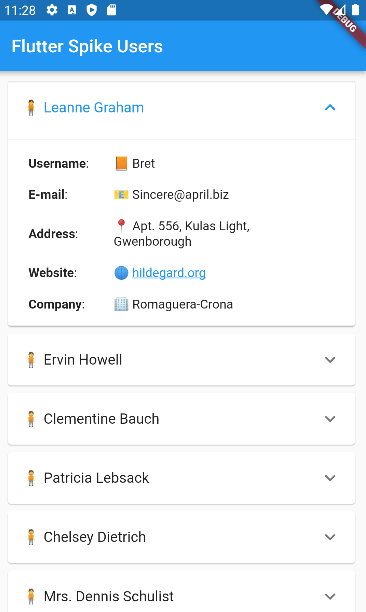 11:28
DEBUG
Flutter Spike Users
🧍 Leanne Graham
Username: 📙 Bret
E-mail: 📧 Sincere@april.biz
Address: 📍 Apt. 556, Kulas Light,
Gwenborough
Website: 🌐 hildegard.org
Company: 🏢 Romaguera-Crona
🧍 Ervin Howell
🧍 Clementine Bauch
🧍 Patricia Lebsack
🧍 Chelsey Dietrich
🧍 Mrs. Dennis Schulist